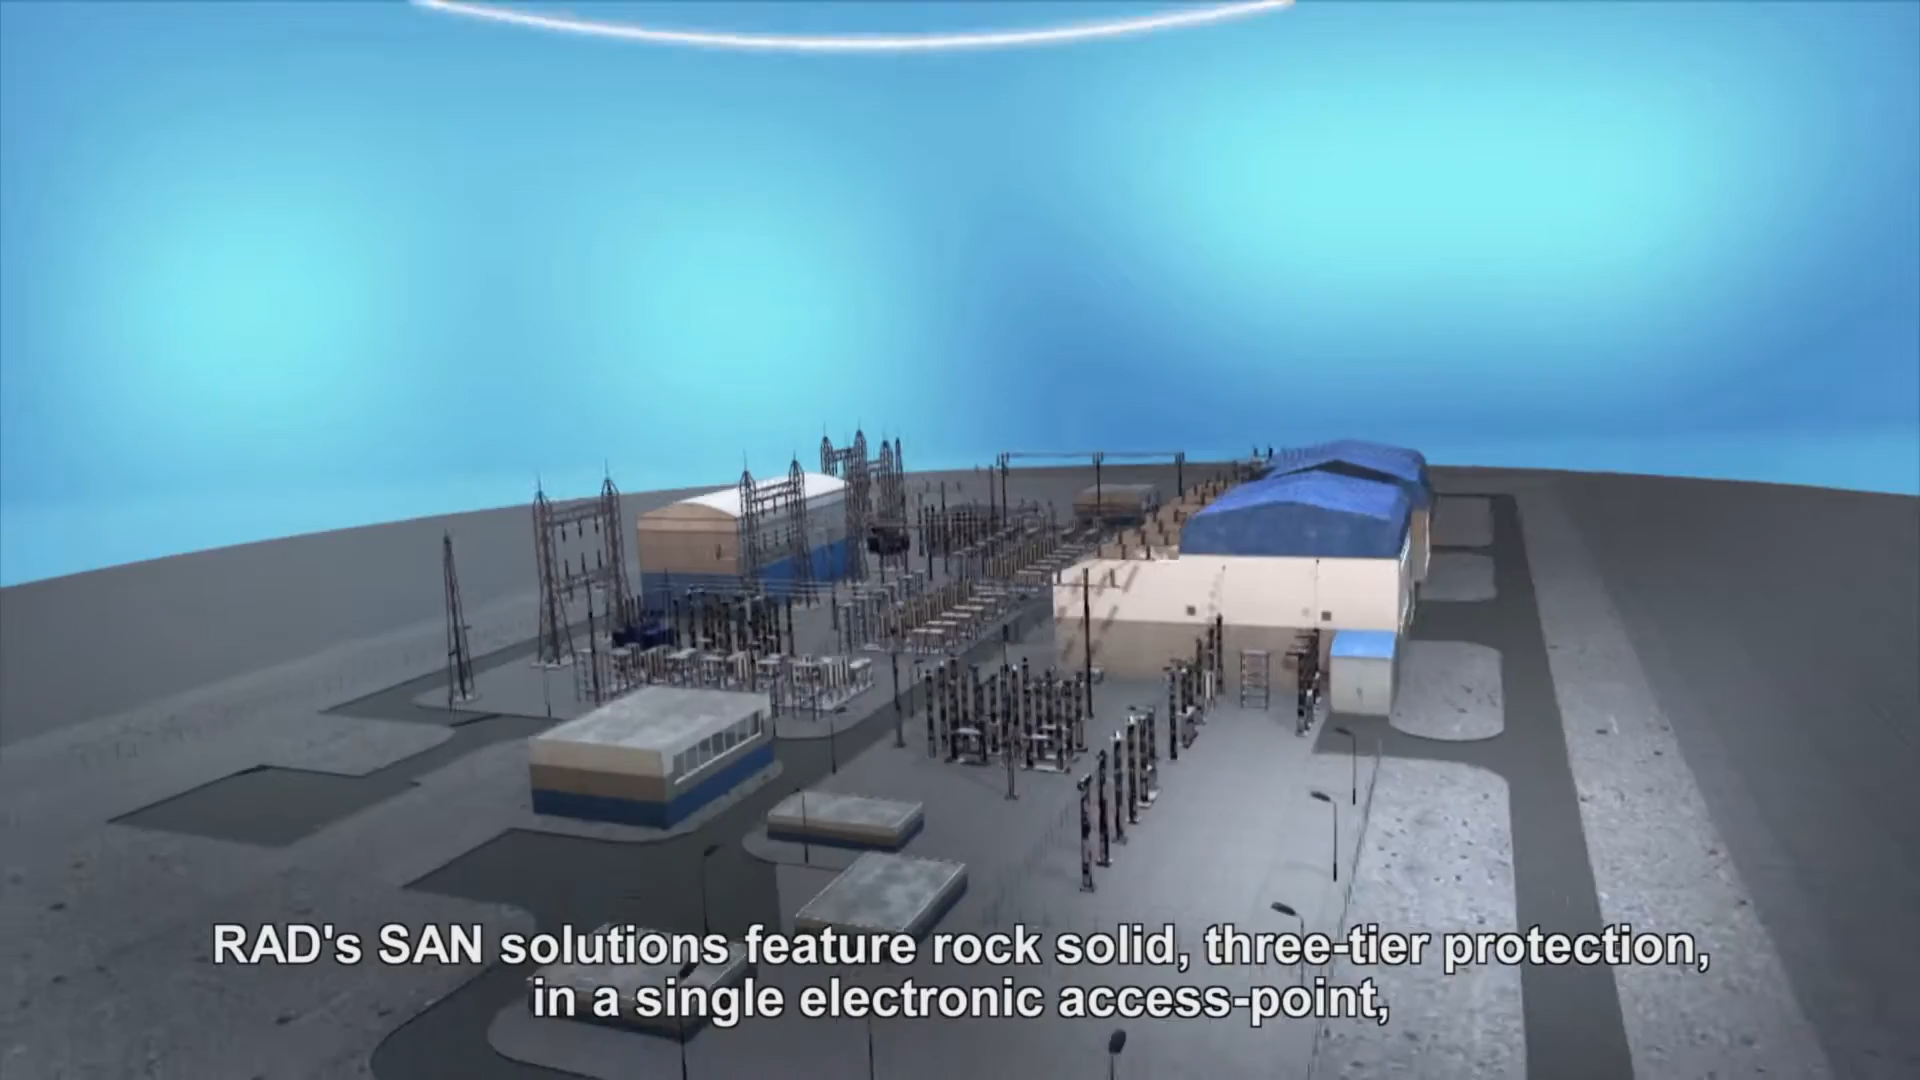 RAD's SAN solutions feature rock solid, three-tier protection,
in a single electronic access-point,